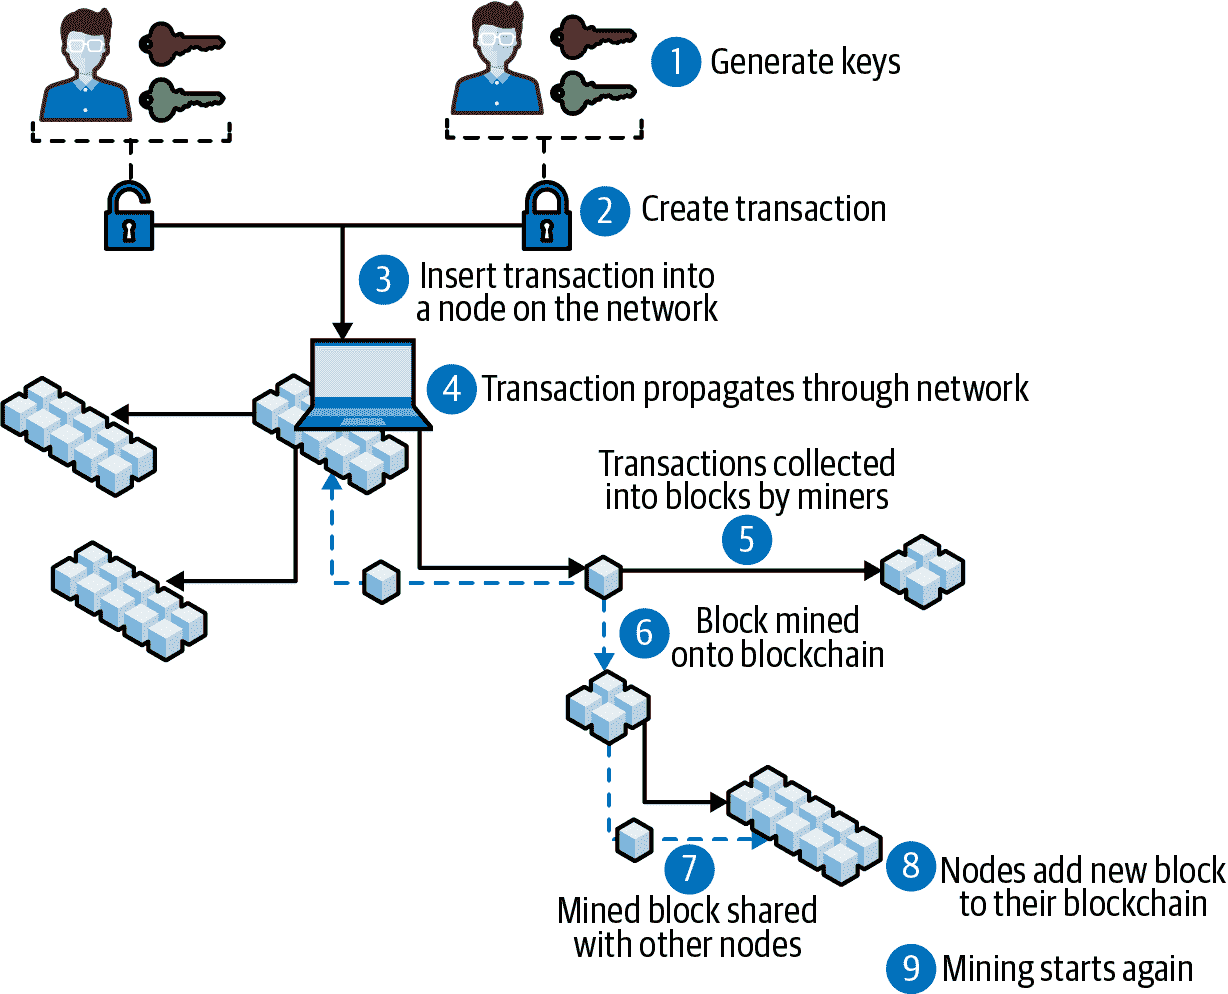 1 Generate keys
2 Create transaction
3 Insert transaction into
a node on the network
4 Transaction propagates through network
Transactions collected
into blocks by miners
5
6 Block mined
onto blockchain
7
Mined block shared
with other nodes
8 Nodes add new block
to their blockchain
9 Mining starts again